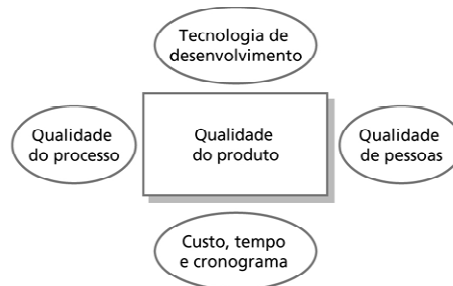 Tecnologia de
desenvolvimento
Qualidade
do processo
Qualidade
do produto
Qualidade
de pessoas
Custo, tempo
e cronograma